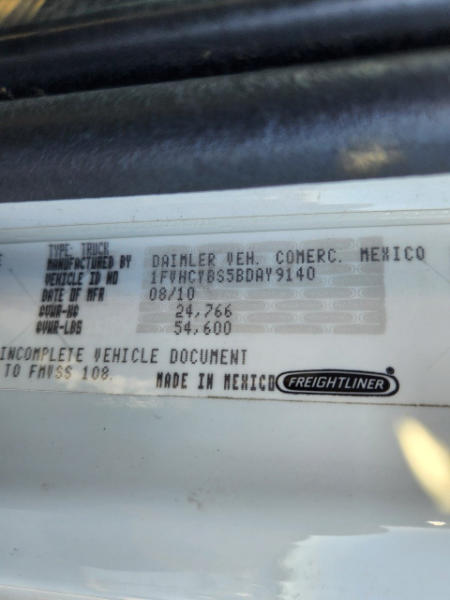 TYPE: TRUCK
MANUFACTURED BY DAIMLER VEH. COMERC. MEXICO
VEHICLE ID NO 1FVHCYBS5BDAY9140
DATE OF MFR 08/10
GVWR-KG 24,766
GVWR-LBS 54,600
INCOMPLETE VEHICLE DOCUMENT
TO FMVSS 108.
MADE IN MEXICO FREIGHTLINER